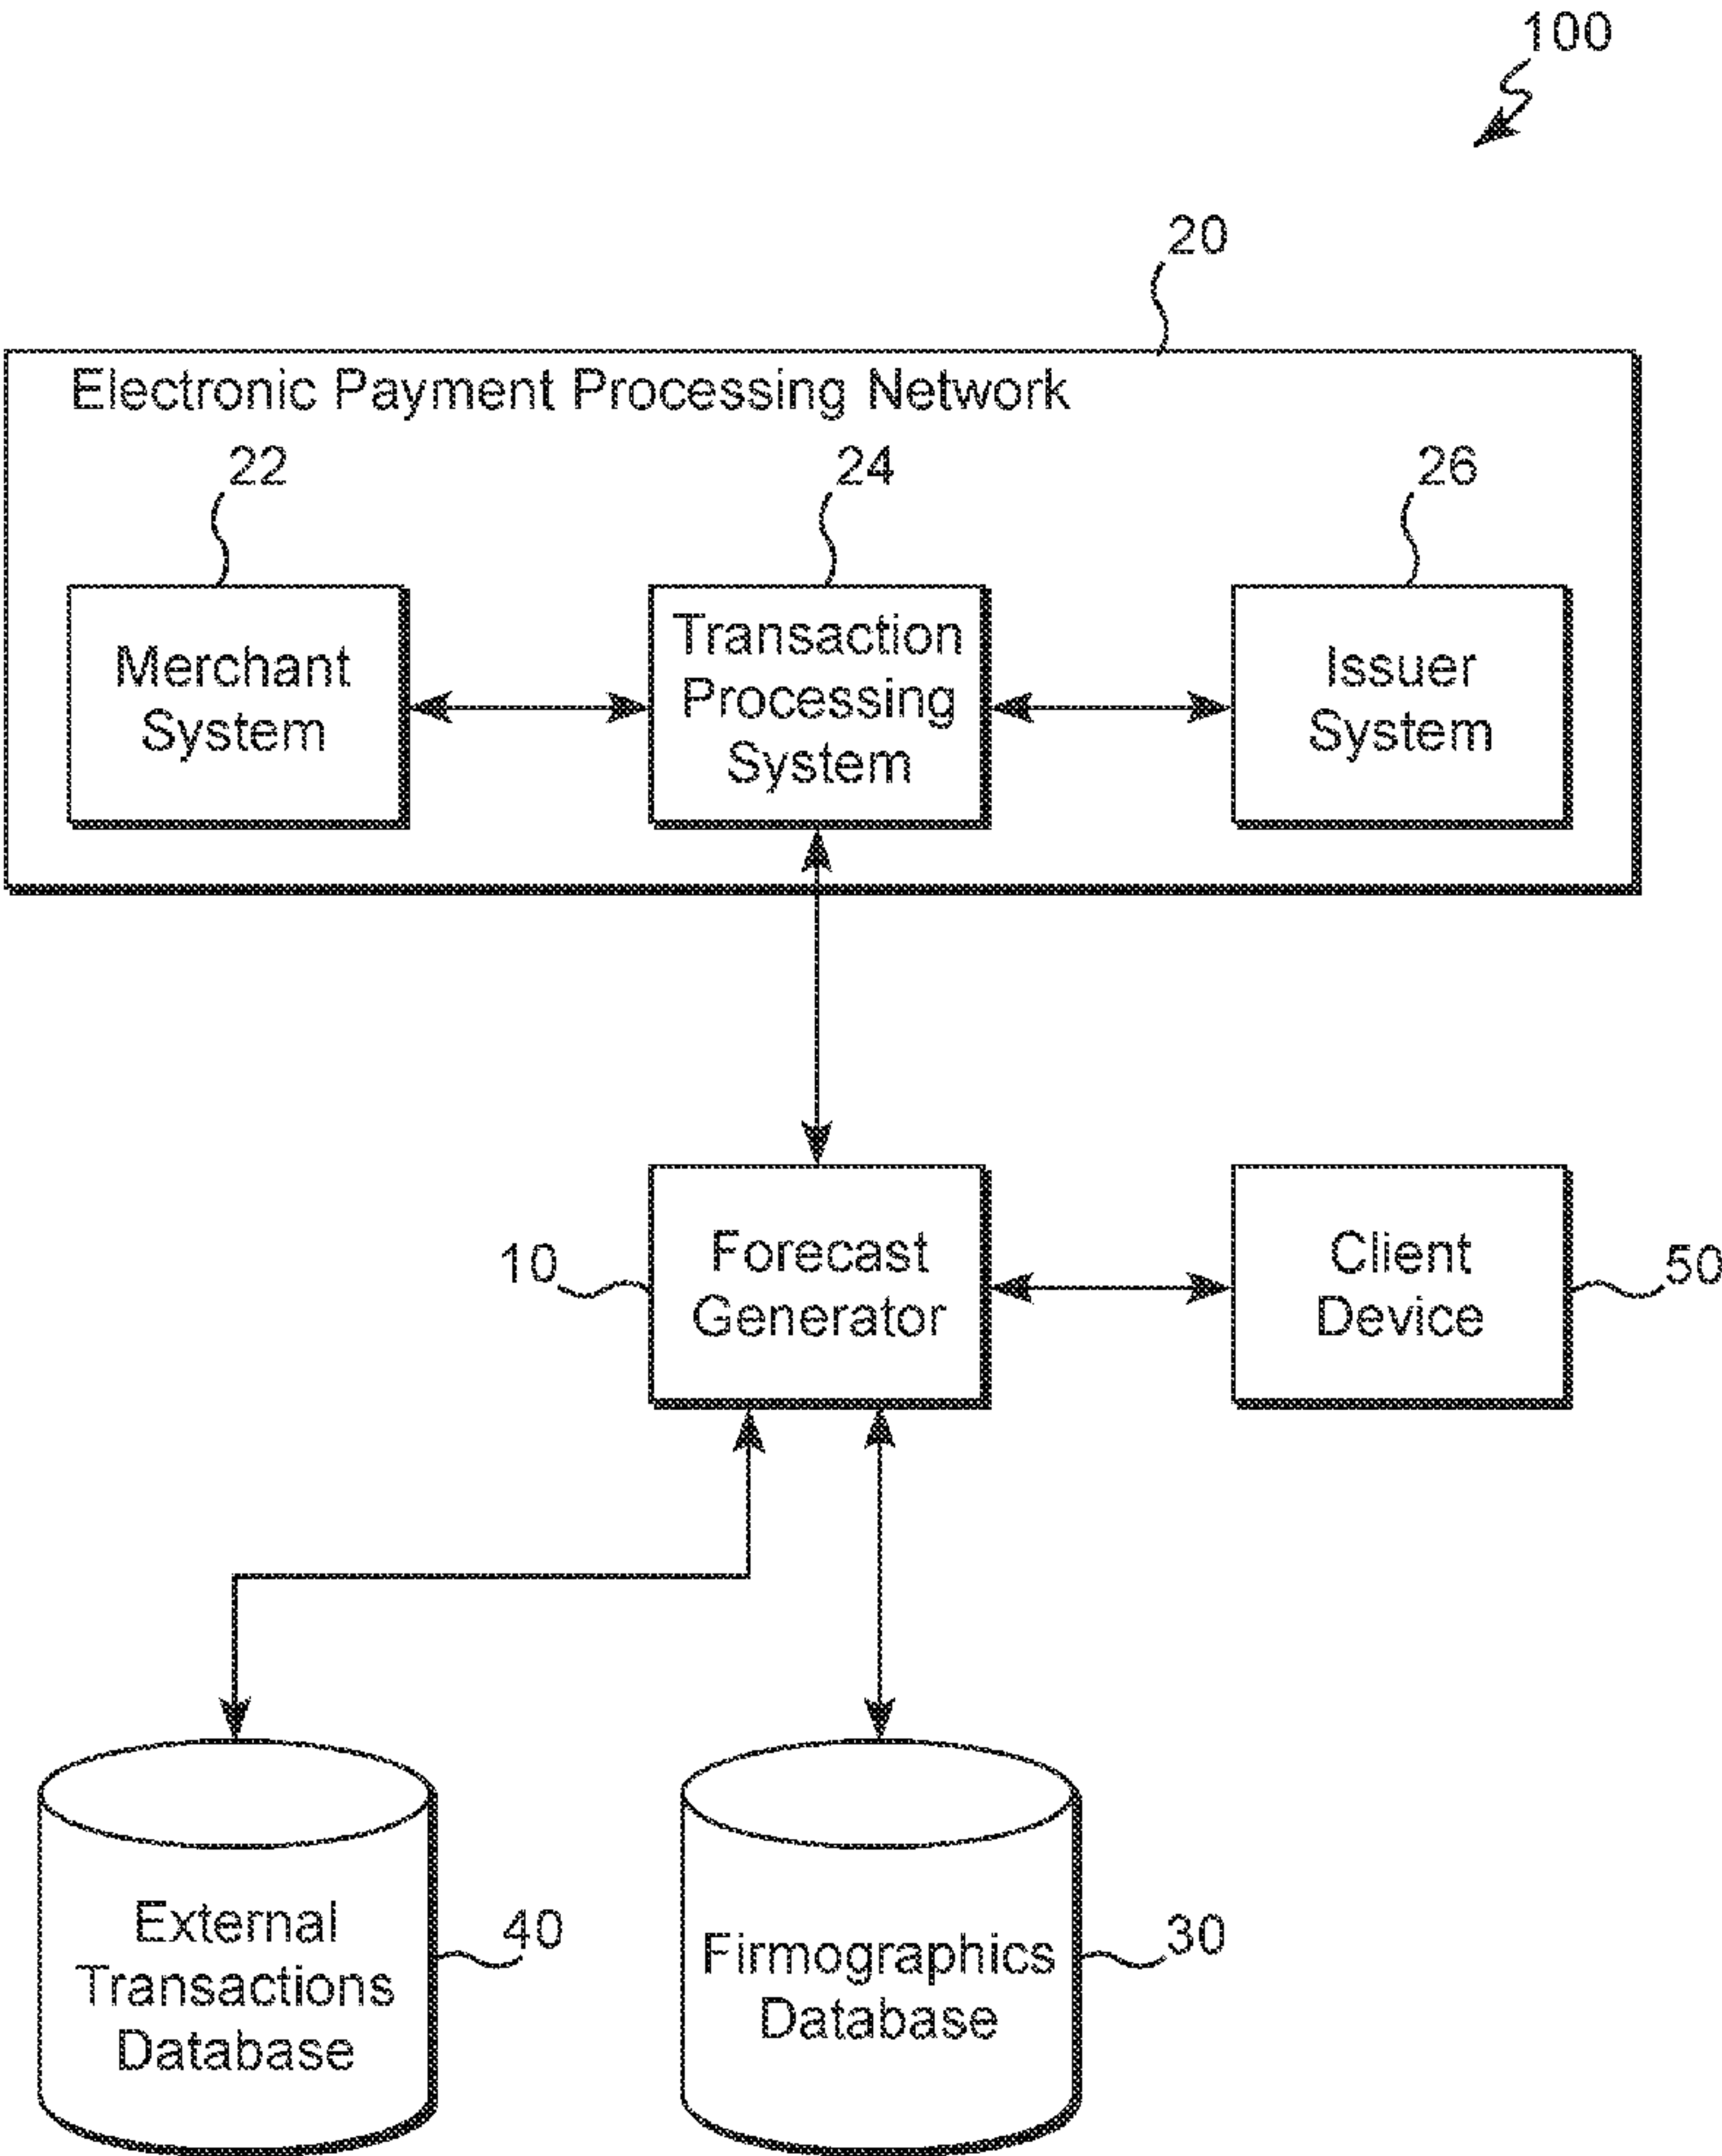 100
20
Electronic Payment Processing Network
22
24
26
Merchant
System
Transaction
Processing
System
Issuer
System
10
Forecast
Generator
Client
Device
50
External
Transactions
Database
40
Firmographics
Database
30